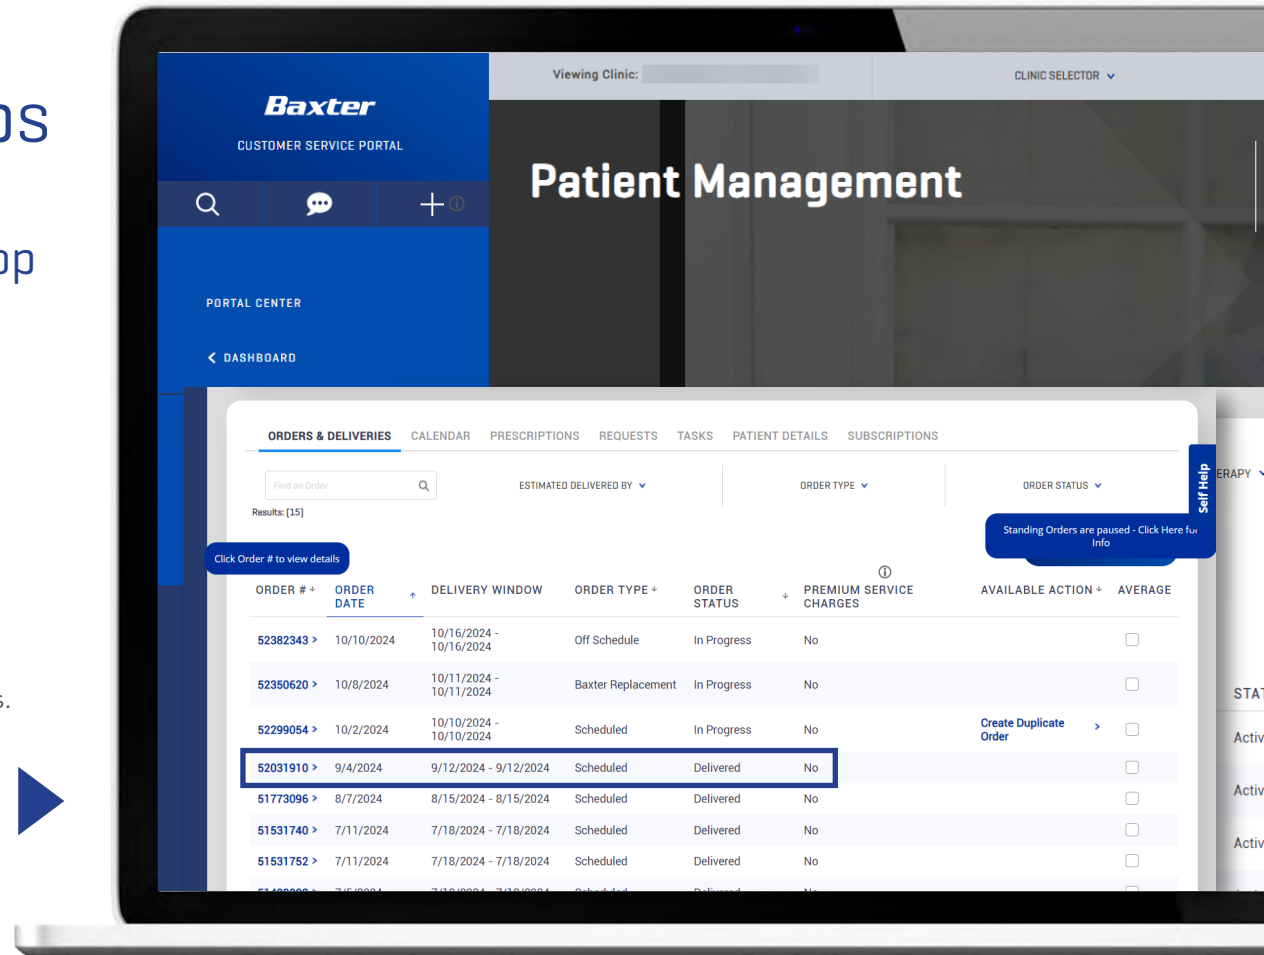 Viewing Clinic:
CLINIC SELECTOR
Baxter
CUSTOMER SERVICE PORTAL
Patient Management
PORTAL CENTER
DASHBOARD
ORDERS & DELIVERIES CALENDAR PRESCRIPTIONS REQUESTS TASKS PATIENT DETAILS SUBSCRIPTIONS
Find an Order
ESTIMATED DELIVERED BY
ORDER TYPE
ORDER STATUS
Self Help
Results: [15]
Standing Orders are paused - Click Here for
Info
Click Order # to view details
ORDER # ORDER DATE DELIVERY WINDOW ORDER TYPE ORDER STATUS PREMIUM SERVICE CHARGES AVAILABLE ACTION AVERAGE
52382343 > 10/10/2024 10/16/2024 - 10/16/2024 Off Schedule In Progress No
52350620 > 10/8/2024 10/11/2024 - 10/11/2024 Baxter Replacement In Progress No
52299054 > 10/2/2024 10/10/2024 - 10/10/2024 Scheduled In Progress No Create Duplicate Order >
52031910 > 9/4/2024 9/12/2024 - 9/12/2024 Scheduled Delivered No
51773096 > 8/7/2024 8/15/2024 - 8/15/2024 Scheduled Delivered No
51531740 > 7/11/2024 7/18/2024 - 7/18/2024 Scheduled Delivered No
51531752 > 7/11/2024 7/18/2024 - 7/18/2024 Scheduled Delivered No